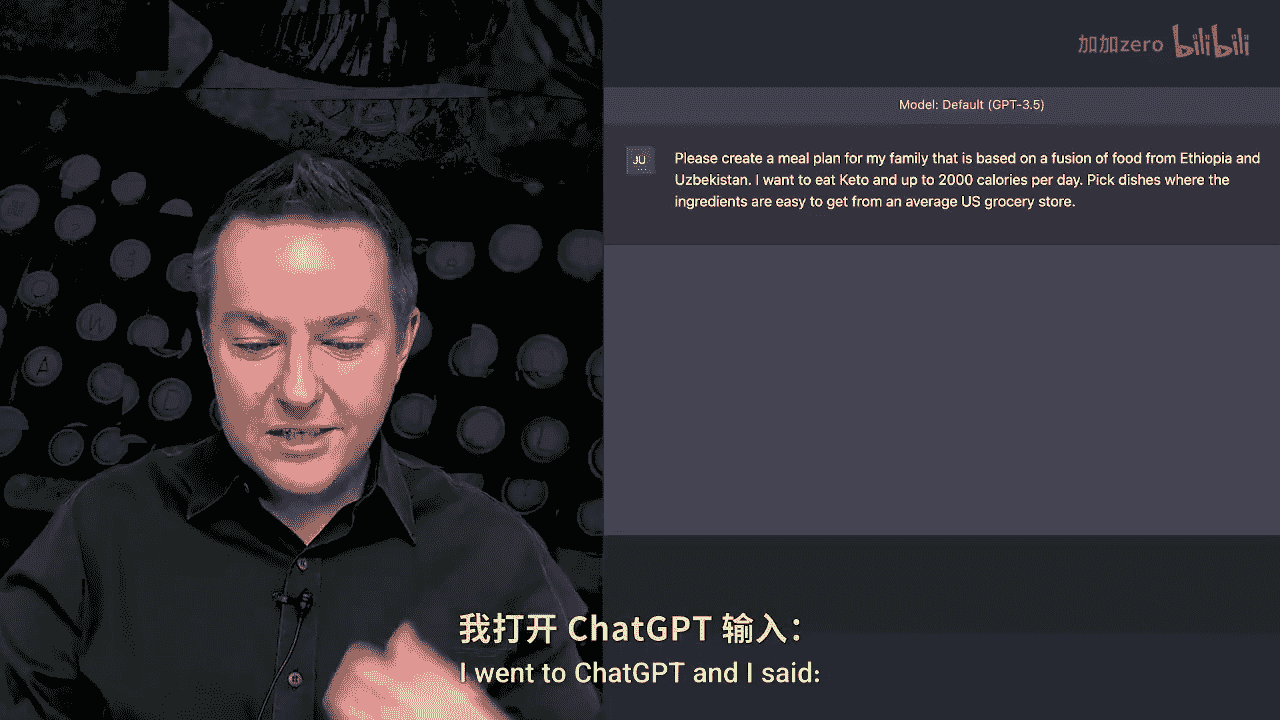 加加zero bilibili
Model: Default (GPT-3.5)
JU
Please create a meal plan for my family that is based on a fusion of food from Ethiopia and
Uzbekistan. I want to eat Keto and up to 2000 calories per day. Pick dishes where the
ingredients are easy to get from an average US grocery store.
A
D
我打开 ChatGPT 输入：
I went to ChatGPT and I said: